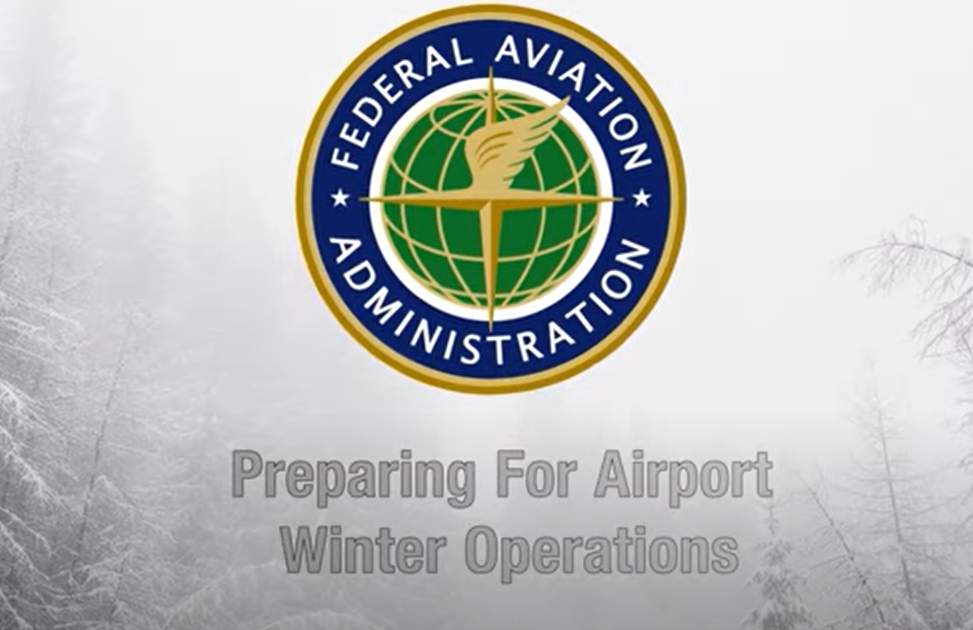 FEDERAL AVIATION
ADMINISTRATION
Preparing For Airport
Winter Operations